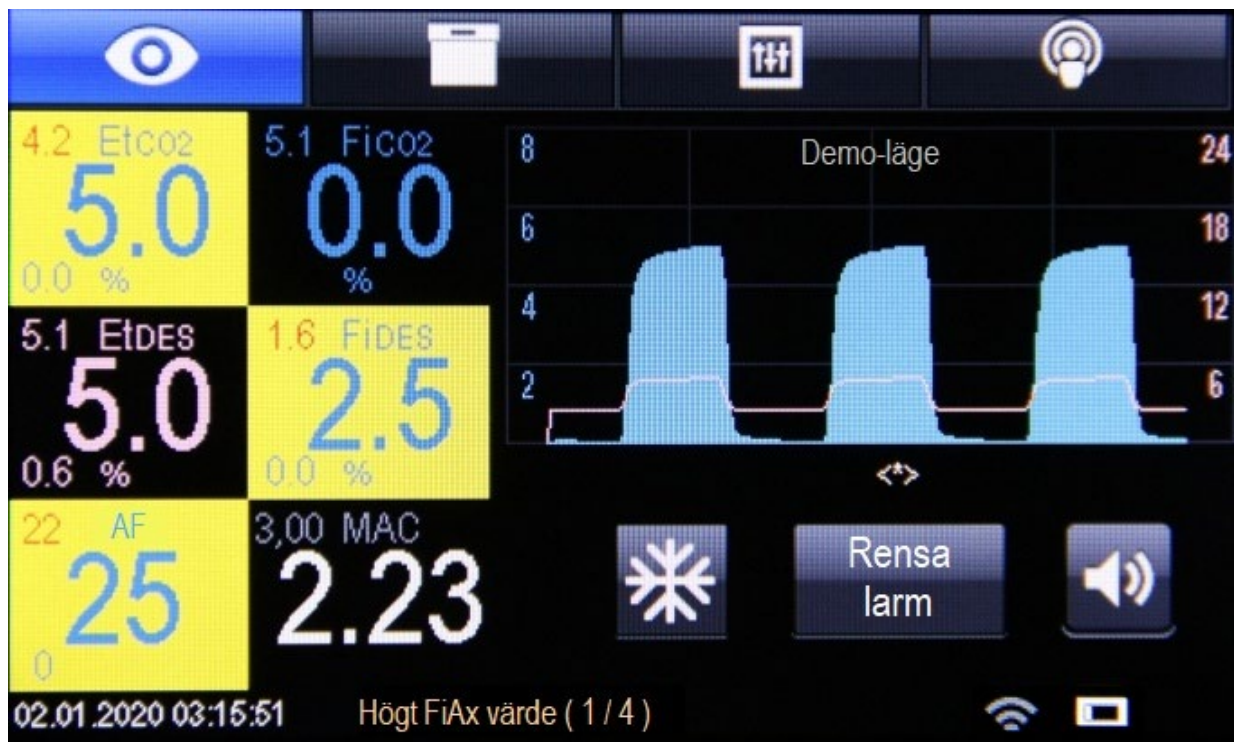 4.2 Etco2
5.0
0.0 %
5.1 Fico2
0.0
%
5.1 EtDES
5.0
0.6 %
1.6 FiDES
2.5
0.0 %
22 AF
25
0
3,00 MAC
2.23
Demo-läge
8
6
4
2
24
18
12
6
<*>
Rensa
larm
02.01.2020 03:15:51
Högt FiAx värde ( 1 / 4 )